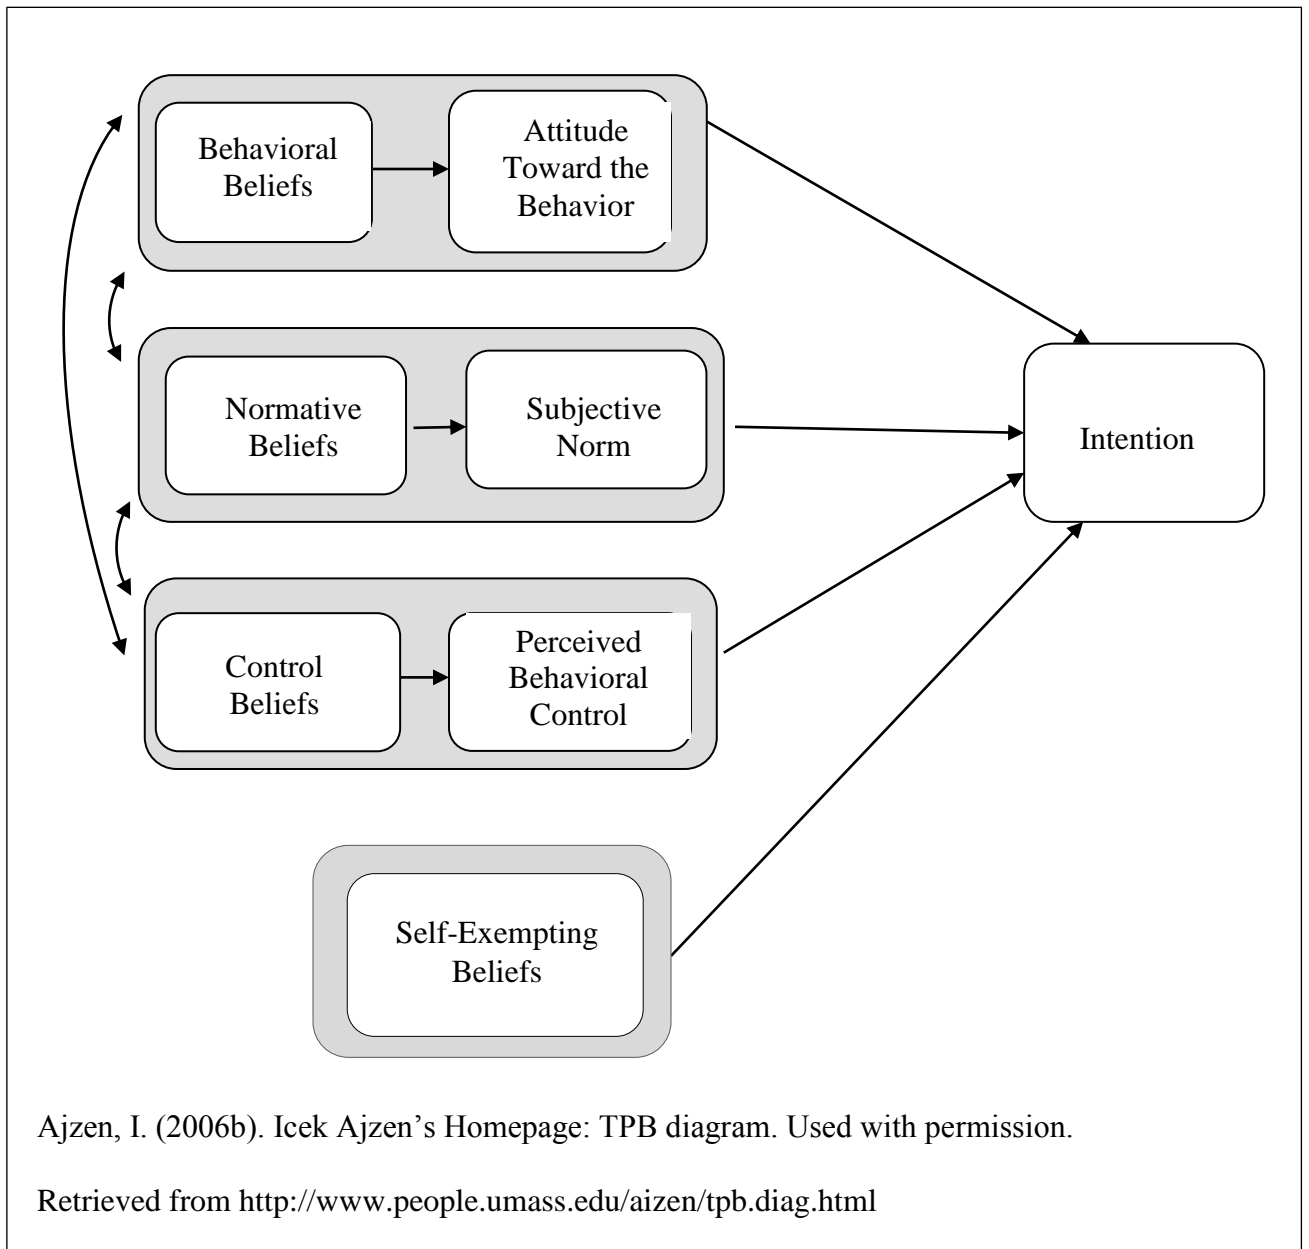 Behavioral
Beliefs
Attitude
Toward the
Behavior
Normative
Beliefs
Subjective
Norm
Intention
Control
Beliefs
Perceived
Behavioral
Control
Self-Exempting
Beliefs
Ajzen, I. (2006b). Icek Ajzen’s Homepage: TPB diagram. Used with permission.
Retrieved from http://www.people.umass.edu/aizen/tpb.diag.html